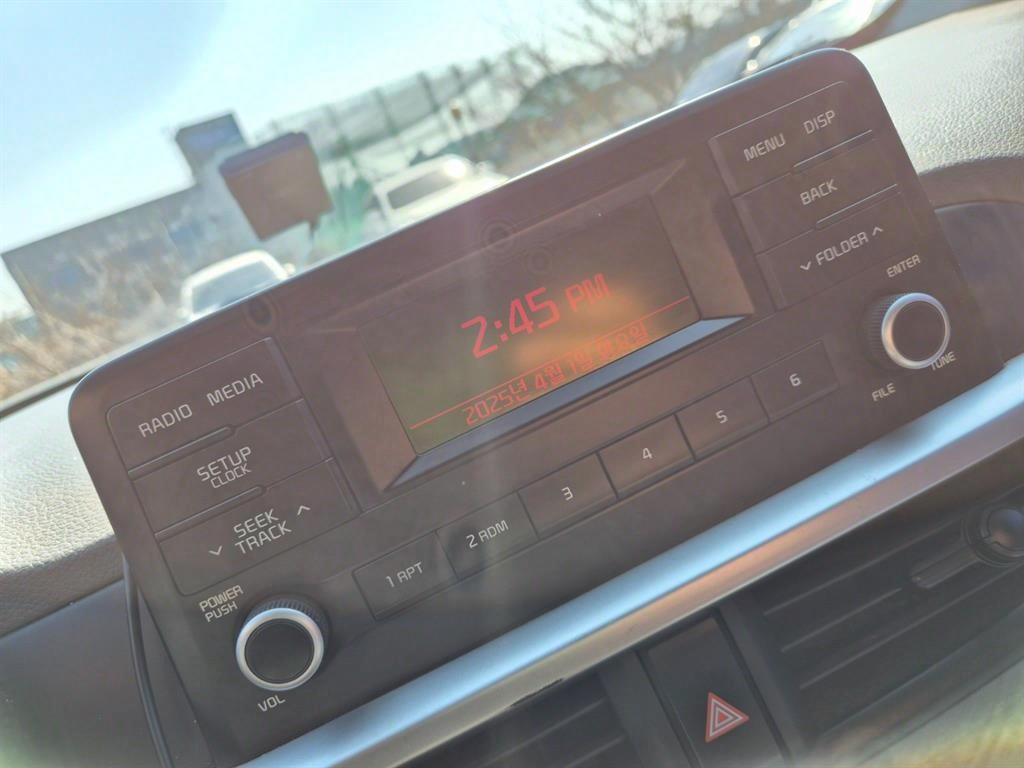 MENU DISP
BACK
FOLDER
ENTER
2:45 PM
2025년 4월 1일
RADIO MEDIA
SETUP
CLOCK
SEEK
TRACK
1 RPT
2 RDM
3
4
5
6
FILE
TUNE
POWER
PUSH
VOL